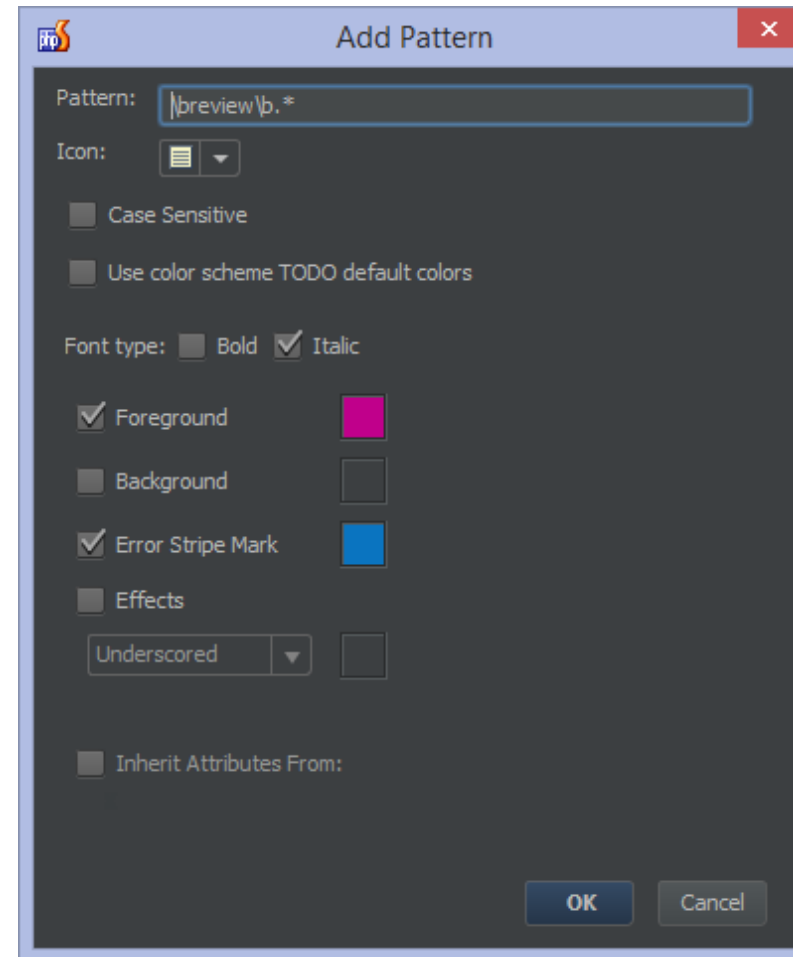 Add Pattern
Pattern: \breview\b.*
Icon:
Case Sensitive
Use color scheme TODO default colors
Font type: Bold Italic
Foreground
Background
Error Stripe Mark
Effects
Underscored
Inherit Attributes From:
OK Cancel